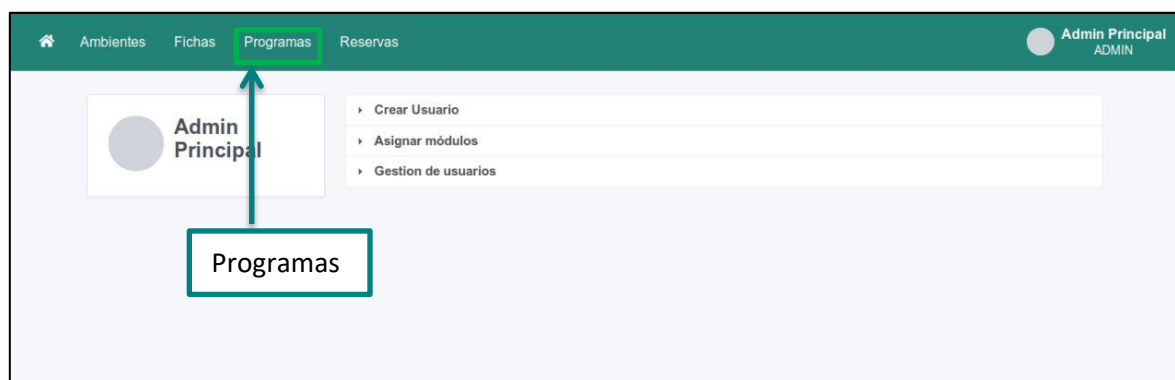 Ambientes Fichas Programas Reservas
Admin Principal
ADMIN
Admin
Principal
Crear Usuario
Asignar módulos
Gestion de usuarios
Programas